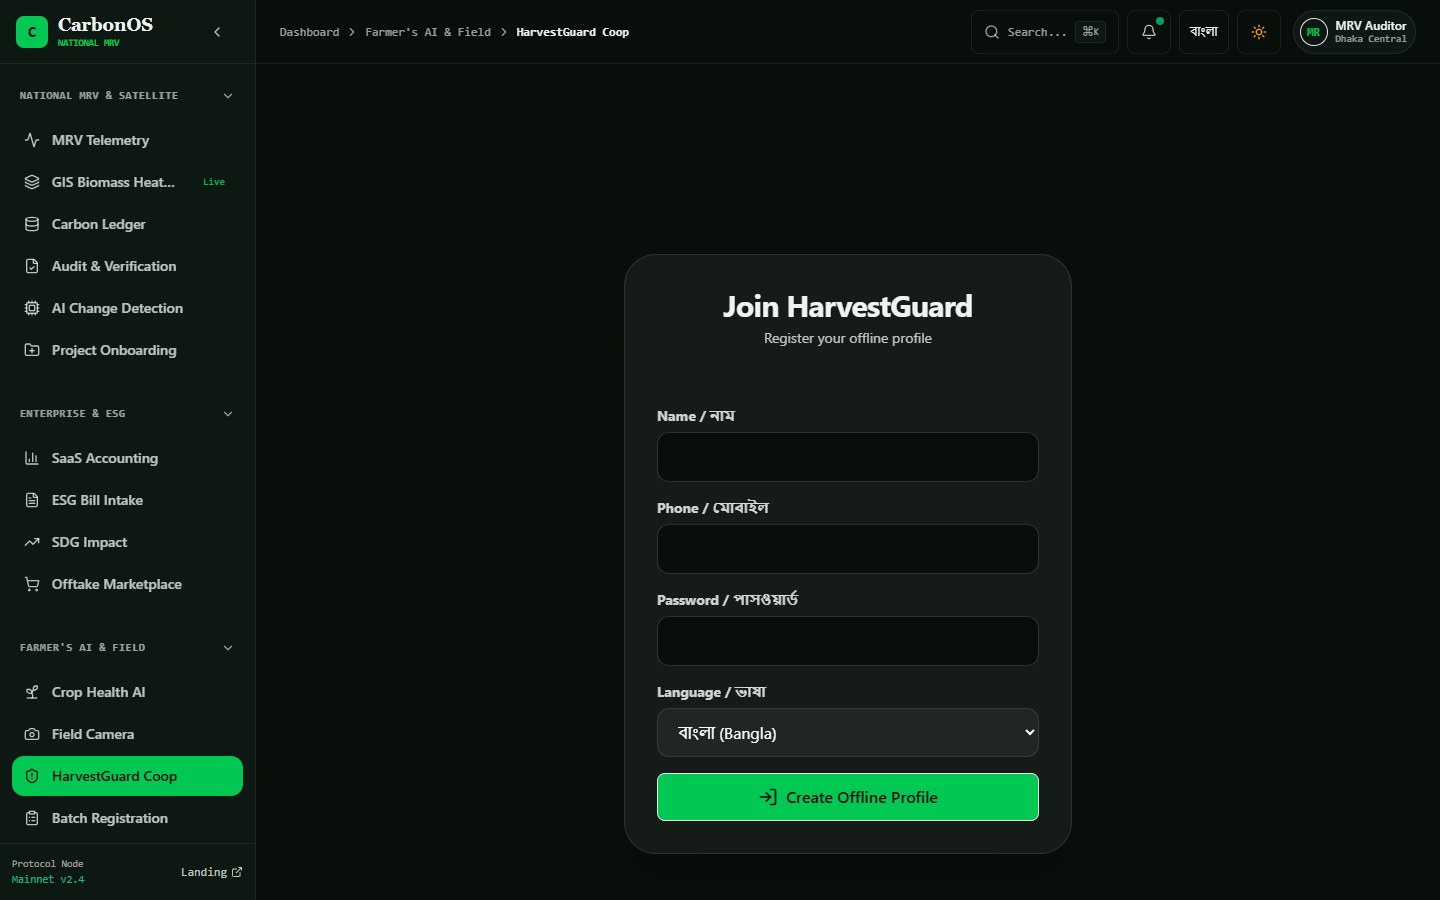 C
CarbonOS
NATIONAL MRV
Dashboard > Farmer's AI & Field > HarvestGuard Coop
Search... ⌘K
বাংলা
MR
MRV Auditor
Dhaka Central
NATIONAL MRV & SATELLITE
MRV Telemetry
GIS Biomass Heat... Live
Carbon Ledger
Audit & Verification
AI Change Detection
Project Onboarding
ENTERPRISE & ESG
SaaS Accounting
ESG Bill Intake
SDG Impact
Offtake Marketplace
FARMER'S AI & FIELD
Crop Health AI
Field Camera
HarvestGuard Coop
Batch Registration
Protocol Node
Mainnet v2.4
Landing
Join HarvestGuard
Register your offline profile
Name / নাম
Phone / মোবাইল
Password / পাসওয়ার্ড
Language / ভাষা
বাংলা (Bangla)
Create Offline Profile